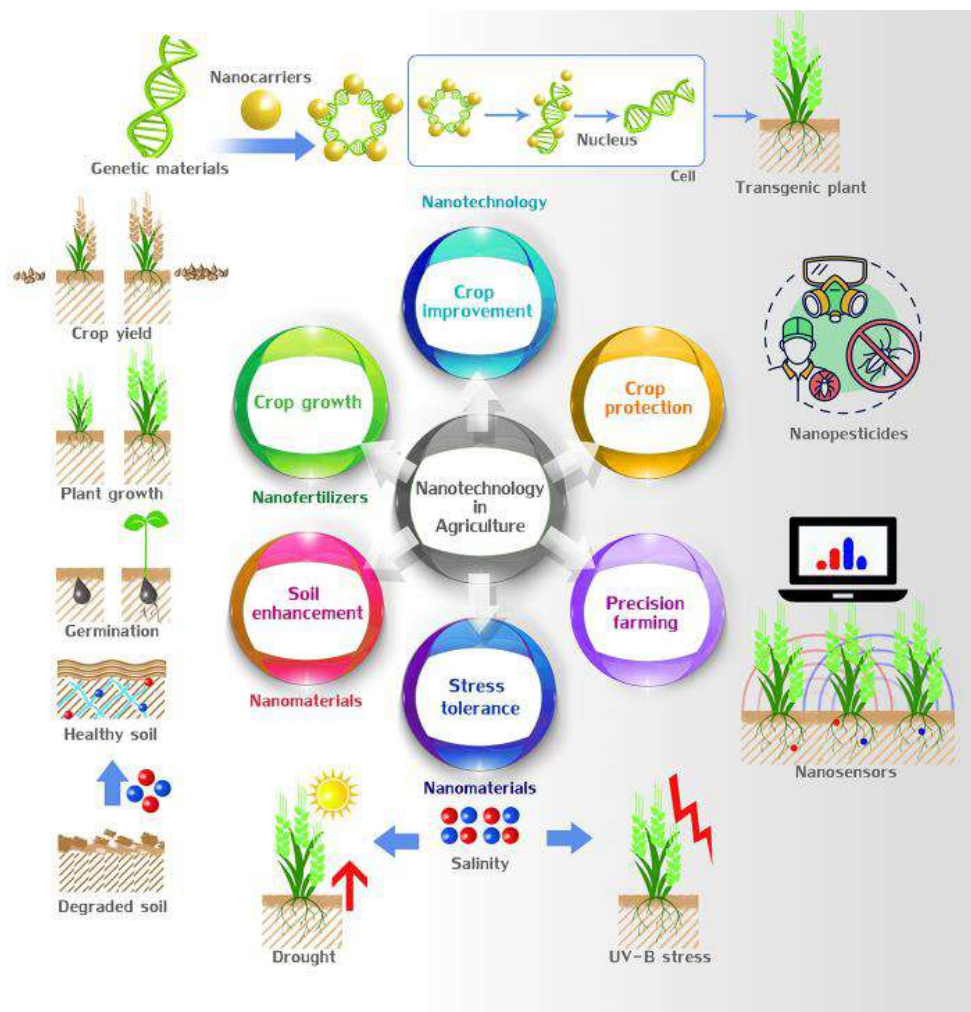 Nanocarriers
Genetic materials
Nucleus
Cell
Transgenic plant
Nanotechnology
Crop
improvement
Crop yield
Crop growth
Crop
protection
Nanopesticides
Plant growth
Nanofertilizers
Nanotechnology
in
Agriculture
Soil
enhancement
Precision
farming
Germination
Nanomaterials
Stress
tolerance
Healthy soil
Nanosensors
Nanomaterials
Salinity
Degraded soil
Drought
UV-B stress